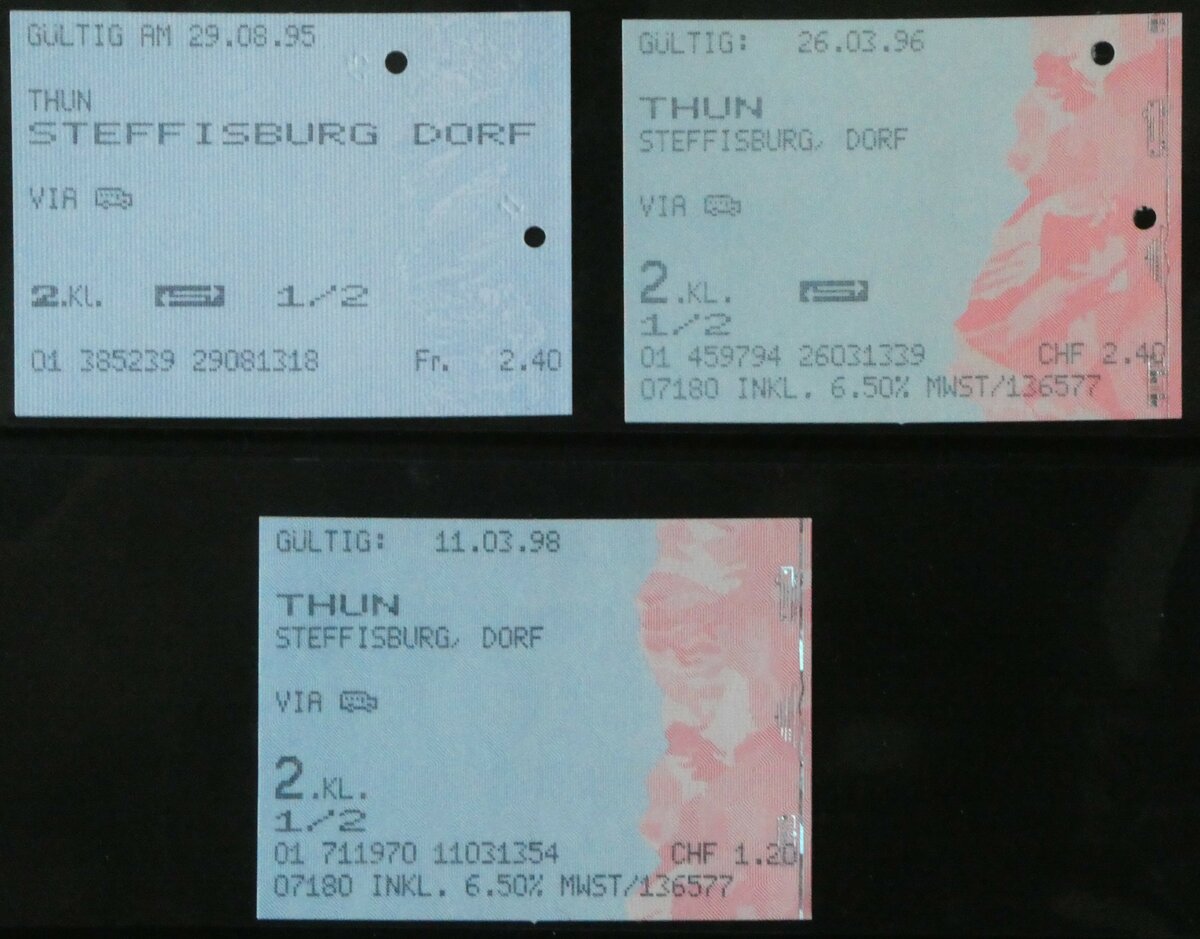 GÜLTIG AM 29.08.95
THUN
STEFFISBURG DORF
VIA
2.Kl. 1/2
01 385239 29081318 Fr. 2.40
GÜLTIG: 26.03.96
THUN
STEFFISBURG, DORF
VIA
2.KL.
1/2
01 459794 26031339 CHF 2.40
07180 INKL. 6.50% MWST/136577
GÜLTIG: 11.03.98
THUN
STEFFISBURG, DORF
VIA
2.KL.
1/2
01 711970 11031354 CHF 1.20
07180 INKL. 6.50% MWST/136577